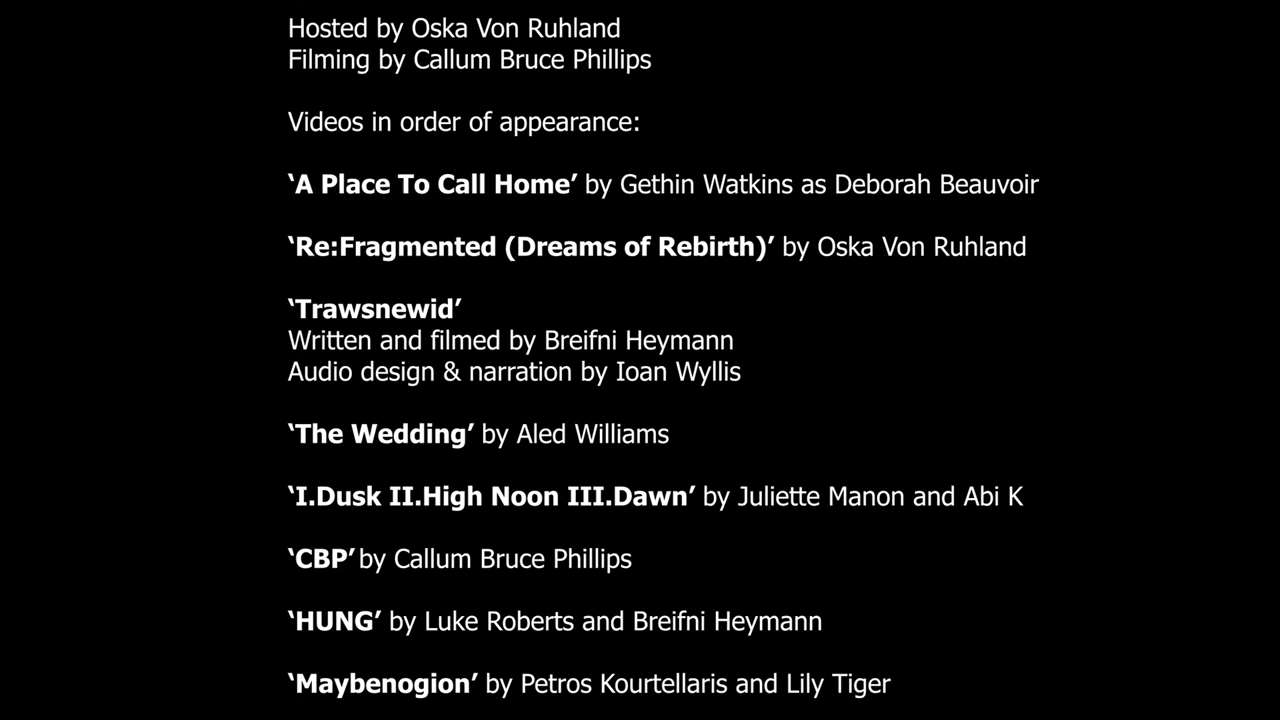 Hosted by Oska Von Ruhland
Filming by Callum Bruce Phillips
Videos in order of appearance:
‘A Place To Call Home’ by Gethin Watkins as Deborah Beauvoir
‘Re:Fragmented (Dreams of Rebirth)’ by Oska Von Ruhland
‘Trawsnewid’
Written and filmed by Breifni Heymann
Audio design & narration by Ioan Wyllis
‘The Wedding’ by Aled Williams
‘I.Dusk II.High Noon III.Dawn’ by Juliette Manon and Abi K
‘CBP’ by Callum Bruce Phillips
‘HUNG’ by Luke Roberts and Breifni Heymann
‘Maybenogion’ by Petros Kourtellaris and Lily Tiger